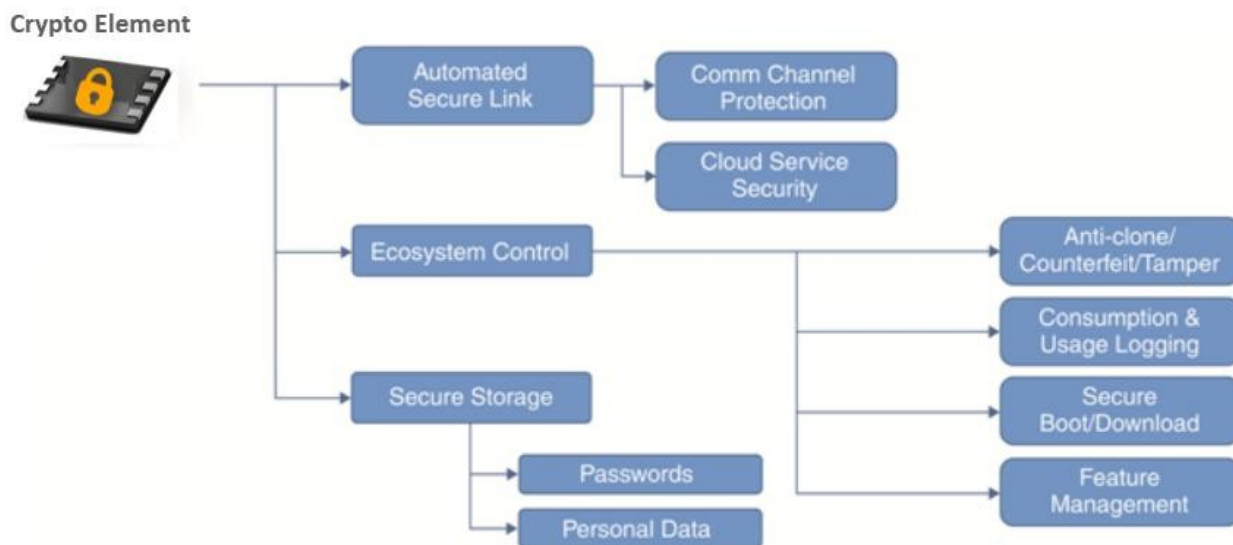 Crypto Element
Automated
Secure Link
Comm Channel
Protection
Cloud Service
Security
Ecosystem Control
Anti-clone/
Counterfeit/Tamper
Consumption &
Usage Logging
Secure Storage
Secure
Boot/Download
Passwords
Feature
Management
Personal Data